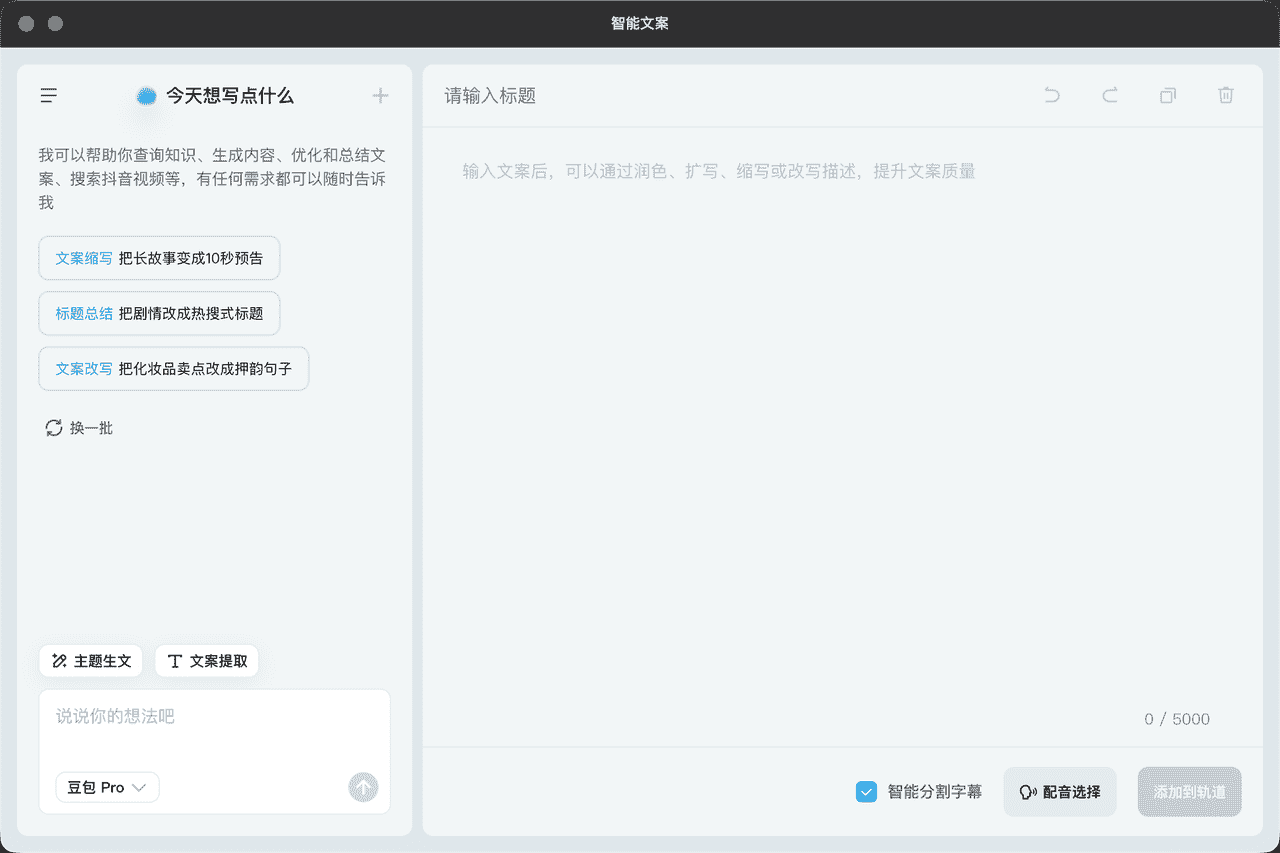 智能文案
今天想写点什么
我可以帮助你查询知识、生成内容、优化和总结文
案、搜索抖音视频等，有任何需求都可以随时告诉
我
文案缩写 把长故事变成10秒预告
标题总结 把剧情改成热搜式标题
文案改写 把化妆品卖点改成押韵句子
换一批
主题生文
文案提取
说说你的想法吧
豆包 Pro
请输入标题
输入文案后，可以通过润色、扩写、缩写或改写描述，提升文案质量
0 / 5000
智能分割字幕
配音选择
添加到轨道